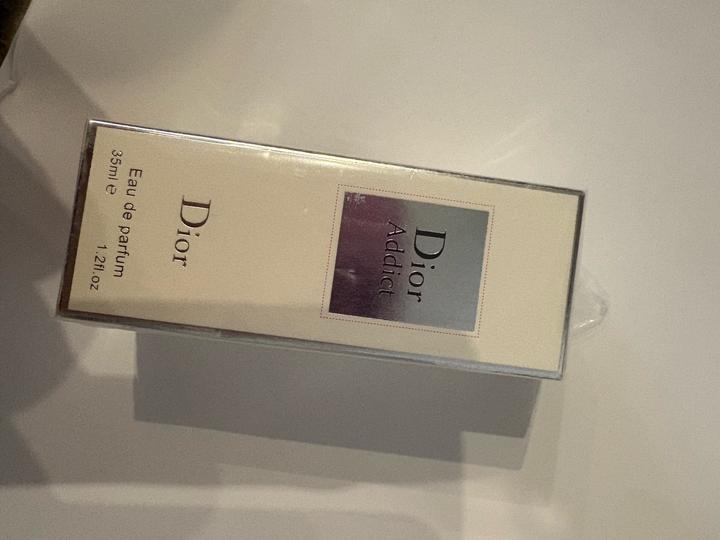 Dior
Addict
Dior
Eau de parfum
35ml e 1.2fl.oz